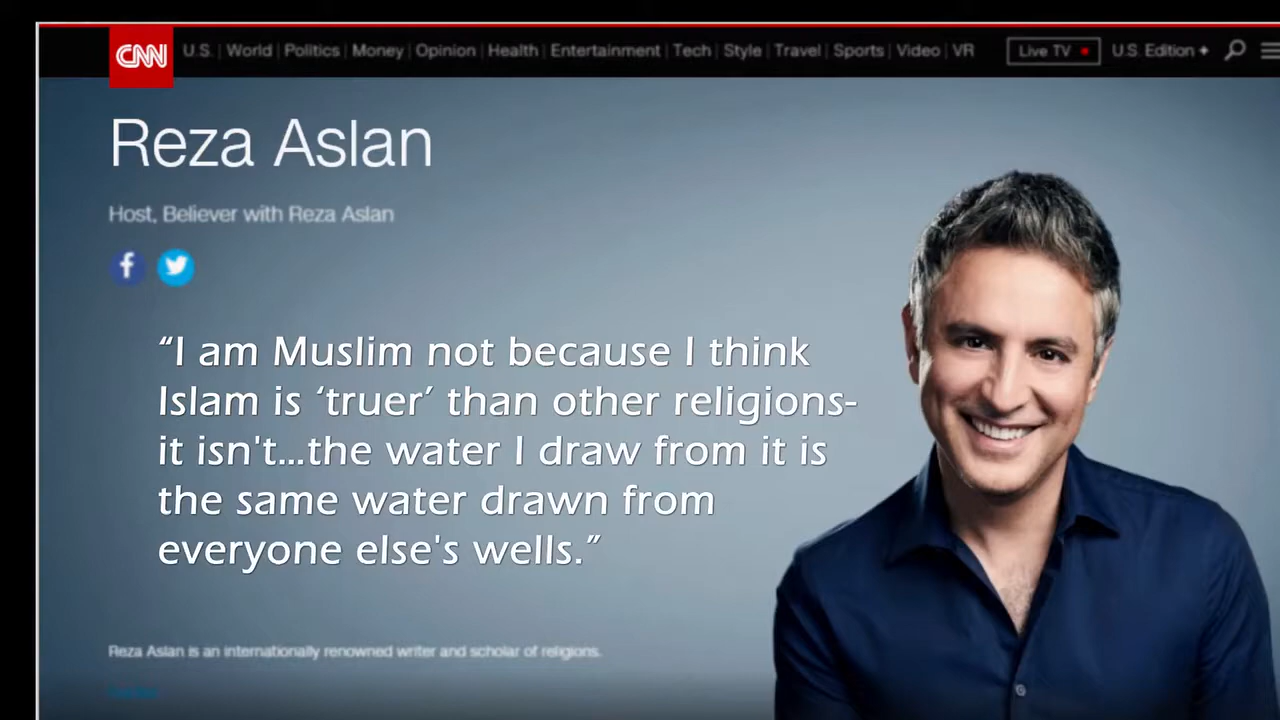 CNN U.S. World Politics Money Opinion Health Entertainment Tech Style Travel Sports Video VR Live TV U.S. Edition +
Reza Aslan
Host, Believer with Reza Aslan
“I am Muslim not because I think
Islam is ‘truer’ than other religions-
it isn't...the water I draw from it is
the same water drawn from
everyone else's wells.”
Reza Aslan is an internationally renowned writer and scholar of religions.